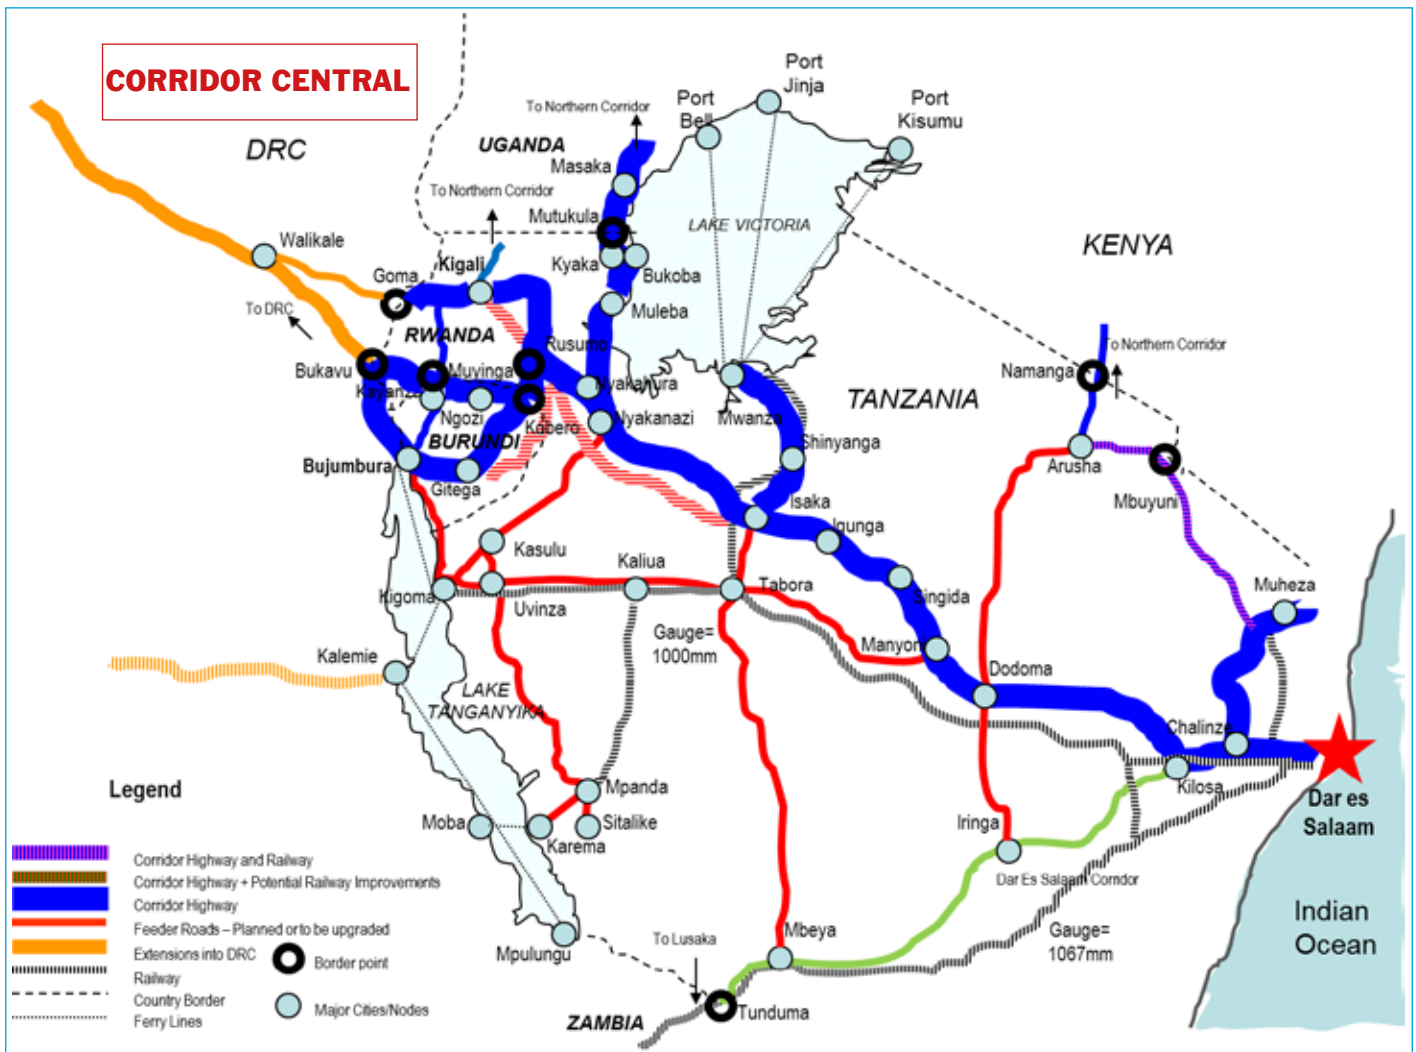 CORRIDOR CENTRAL
Port
Jinja
Port
Bell
Port
Kisumu
To Northern Corridor
DRC
UGANDA
Masaka
To Northern Corridor
Mutukula
LAKE VICTORIA
KENYA
Walikale
Kigali
Kyaka
Bukoba
Goma
Muleba
To DRC
RWANDA
Rusumo
To Northern Corridor
Bukavu
Muyinga
Namanga
Kayanza
Nyakahura
TANZANIA
Ngozi
Kobero
Nyakanazi
Mwanza
BURUNDI
Shinyanga
Bujumbura
Arusha
Gitega
Mbuyuni
Isaka
Igunga
Kasulu
Kaliua
Tabora
Muheza
Kigoma
Uvinza
Singida
Gauge=
1000mm
Manyon
Kalemie
Dodoma
LAKE
TANGANYIKA
Chalinze
Legend
Mpanda
Kilosa
Dar es
Salaam
Moba
Karema
Sitalike
Iringa
Corridor Highway and Railway
Corridor Highway + Potential Railway Improvements
Dar Es Salaam Corridor
Corridor Highway
Feeder Roads – Planned or to be upgraded
Extensions into DRC
Border point
Railway
Country Border
Major Cities/Nodes
Ferry Lines
Mpulungu
To Lusaka
Mbeya
Gauge=
1067mm
Indian
Ocean
ZAMBIA
Tunduma